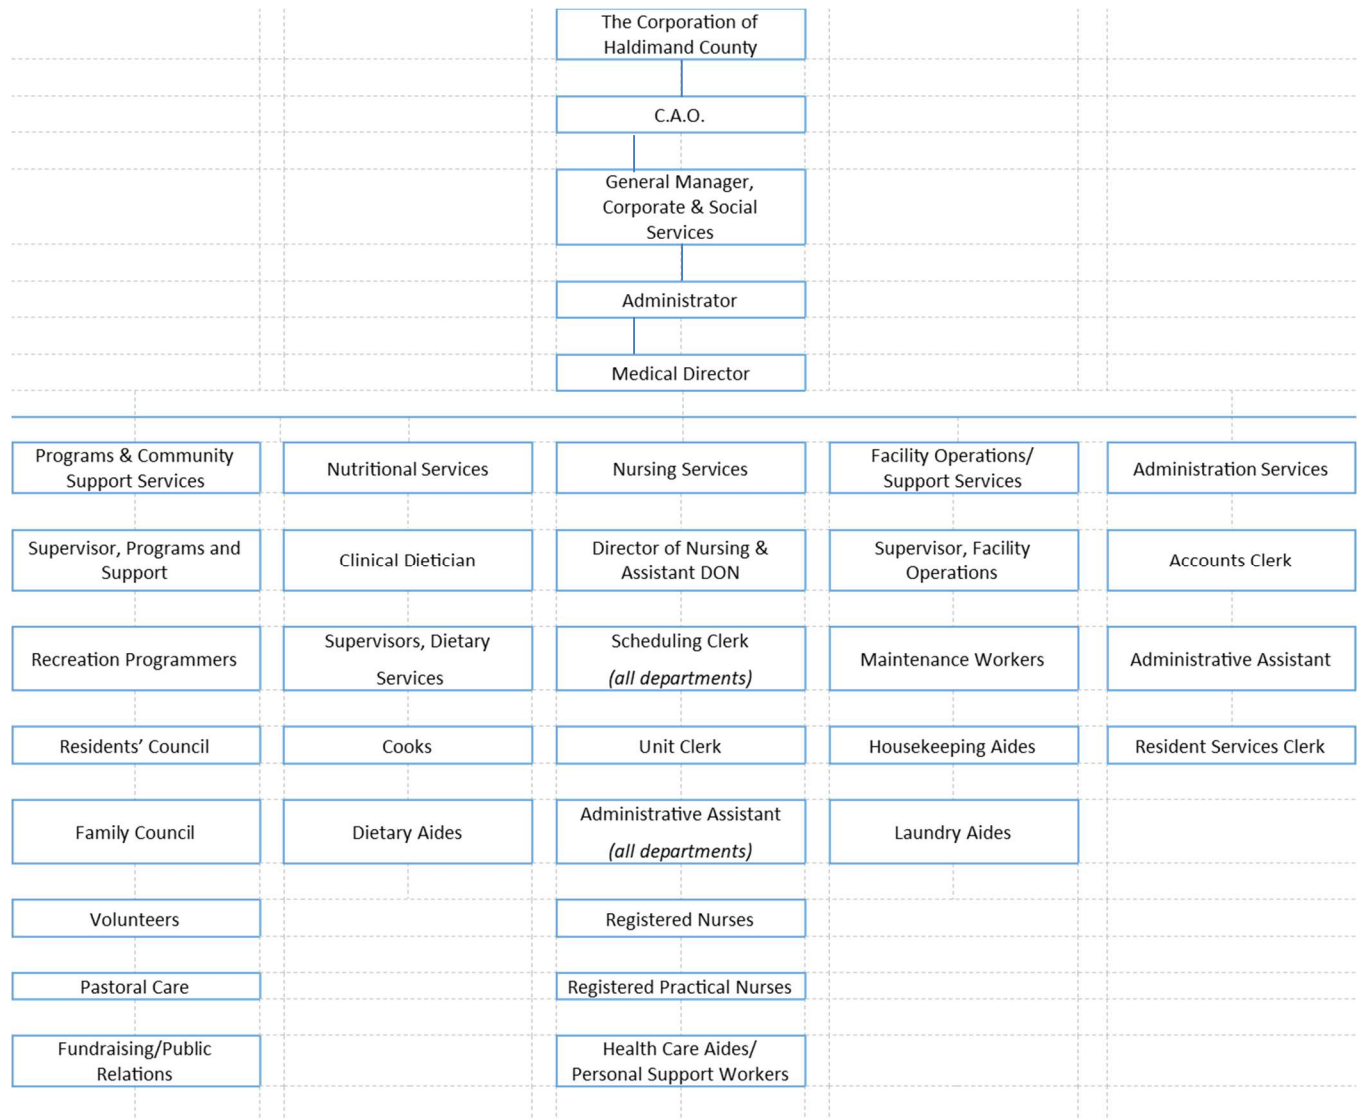 The Corporation of
Haldimand County
C.A.O.
General Manager,
Corporate & Social
Services
Administrator
Medical Director
Programs & Community
Support Services
Nutritional Services
Nursing Services
Facility Operations/
Support Services
Administration Services
Supervisor, Programs and
Support
Clinical Dietician
Director of Nursing &
Assistant DON
Supervisor, Facility
Operations
Accounts Clerk
Recreation Programmers
Supervisors, Dietary
Services
Scheduling Clerk
(all departments)
Maintenance Workers
Administrative Assistant
Residents’ Council
Cooks
Unit Clerk
Housekeeping Aides
Resident Services Clerk
Family Council
Dietary Aides
Administrative Assistant
(all departments)
Laundry Aides
Volunteers
Registered Nurses
Pastoral Care
Registered Practical Nurses
Fundraising/Public
Relations
Health Care Aides/
Personal Support Workers